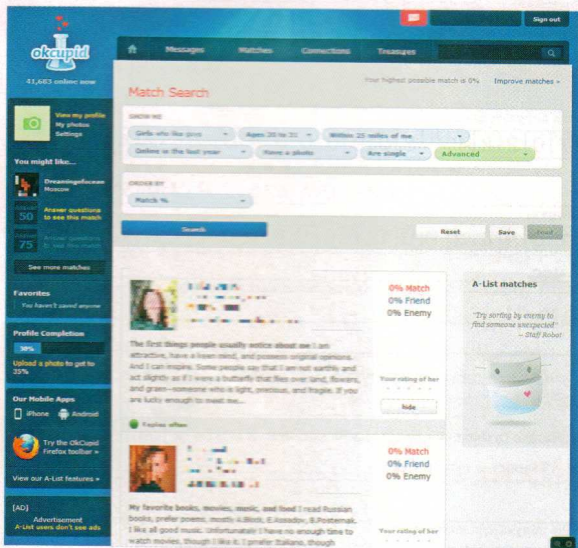 Sign out
okcupid
Messages
Matches
Connections
Treasures
41,683 online now
Your highest possible match is 0%
Improve matches »
Match Search
View my profile
My photos
Settings
SHOW ME
Girls who like guys
Ages 20 to 21
Within 25 miles of me
Online in the last year
Have a photo
Are single
Advanced
You might like...
Dreamingofocean
Moscow
ORDER BY
Match %
50
Answer questions
to see this match
Search
Reset
Save
75
Answer questions
to see this match
See more matches
Favorites
You haven't saved anyone
0% Match
0% Friend
0% Enemy
A-List matches
"Try sorting by enemy to
find someone unexpected"
— Staff Robot
Profile Completion
30%
Upload a photo to get to
35%
The first things people usually notice about me I am
attractive, have a keen mind, and possess original opinions.
And I can inspire. Some people say that I am not earthly and
act slightly as if I were a butterfly that flies over land, flowers,
and grass—someone who is light, precious, and fragile. If you
are lucky enough to meet me...
Your rating of her
hide
Our Mobile Apps
iPhone
Android
Replies often
Try the OkCupid
Firefox toolbar »
0% Match
0% Friend
0% Enemy
View our A-List features »
[AD]
Advertisement
A-List users don't see ads
My favorite books, movies, music, and food I read Russian
books, prefer poems, mostly A.Block, E.Assadov, B.Pasternak.
I like all good music. Unfortunately I have no enough time to
watch movies, though I like it. I prefer Italiano, though
Your rating of her